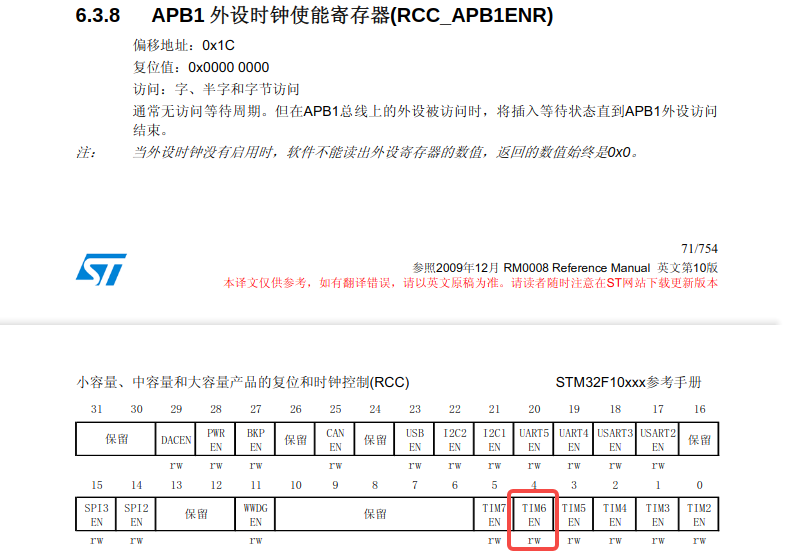 6.3.8 APB1 外设时钟使能寄存器(RCC_APB1ENR)
偏移地址：0x1C
复位值：0x0000 0000
访问：字、半字和字节访问
通常无访问等待周期。但在APB1总线上的外设被访问时，将插入等待状态直到APB1外设访问
结束。
注： 当外设时钟没有启用时，软件不能读出外设寄存器的数值，返回的数值始终是0x0。
71/754
ST
参照2009年12月 RM0008 Reference Manual 英文第10版
本译文仅供参考，如有翻译错误，请以英文原稿为准。请读者随时注意在ST网站下载更新版本
小容量、中容量和大容量产品的复位和时钟控制(RCC) STM32F10xxx参考手册
31 30 29 28 27 26 25 24 23 22 21 20 19 18 17 16
保留 DACEN PWR EN BKP EN 保留 CAN EN 保留 USB EN I2C2 EN I2C1 EN UART5 EN UART4 EN USART3 EN USART2 EN 保留
rw rw rw rw rw rw rw rw rw rw rw
15 14 13 12 11 10 9 8 7 6 5 4 3 2 1 0
SPI3 EN SPI2 EN 保留 WWDG EN 保留 TIM7 EN TIM6 EN TIM5 EN TIM4 EN TIM3 EN TIM2 EN
rw rw rw rw rw rw rw rw rw